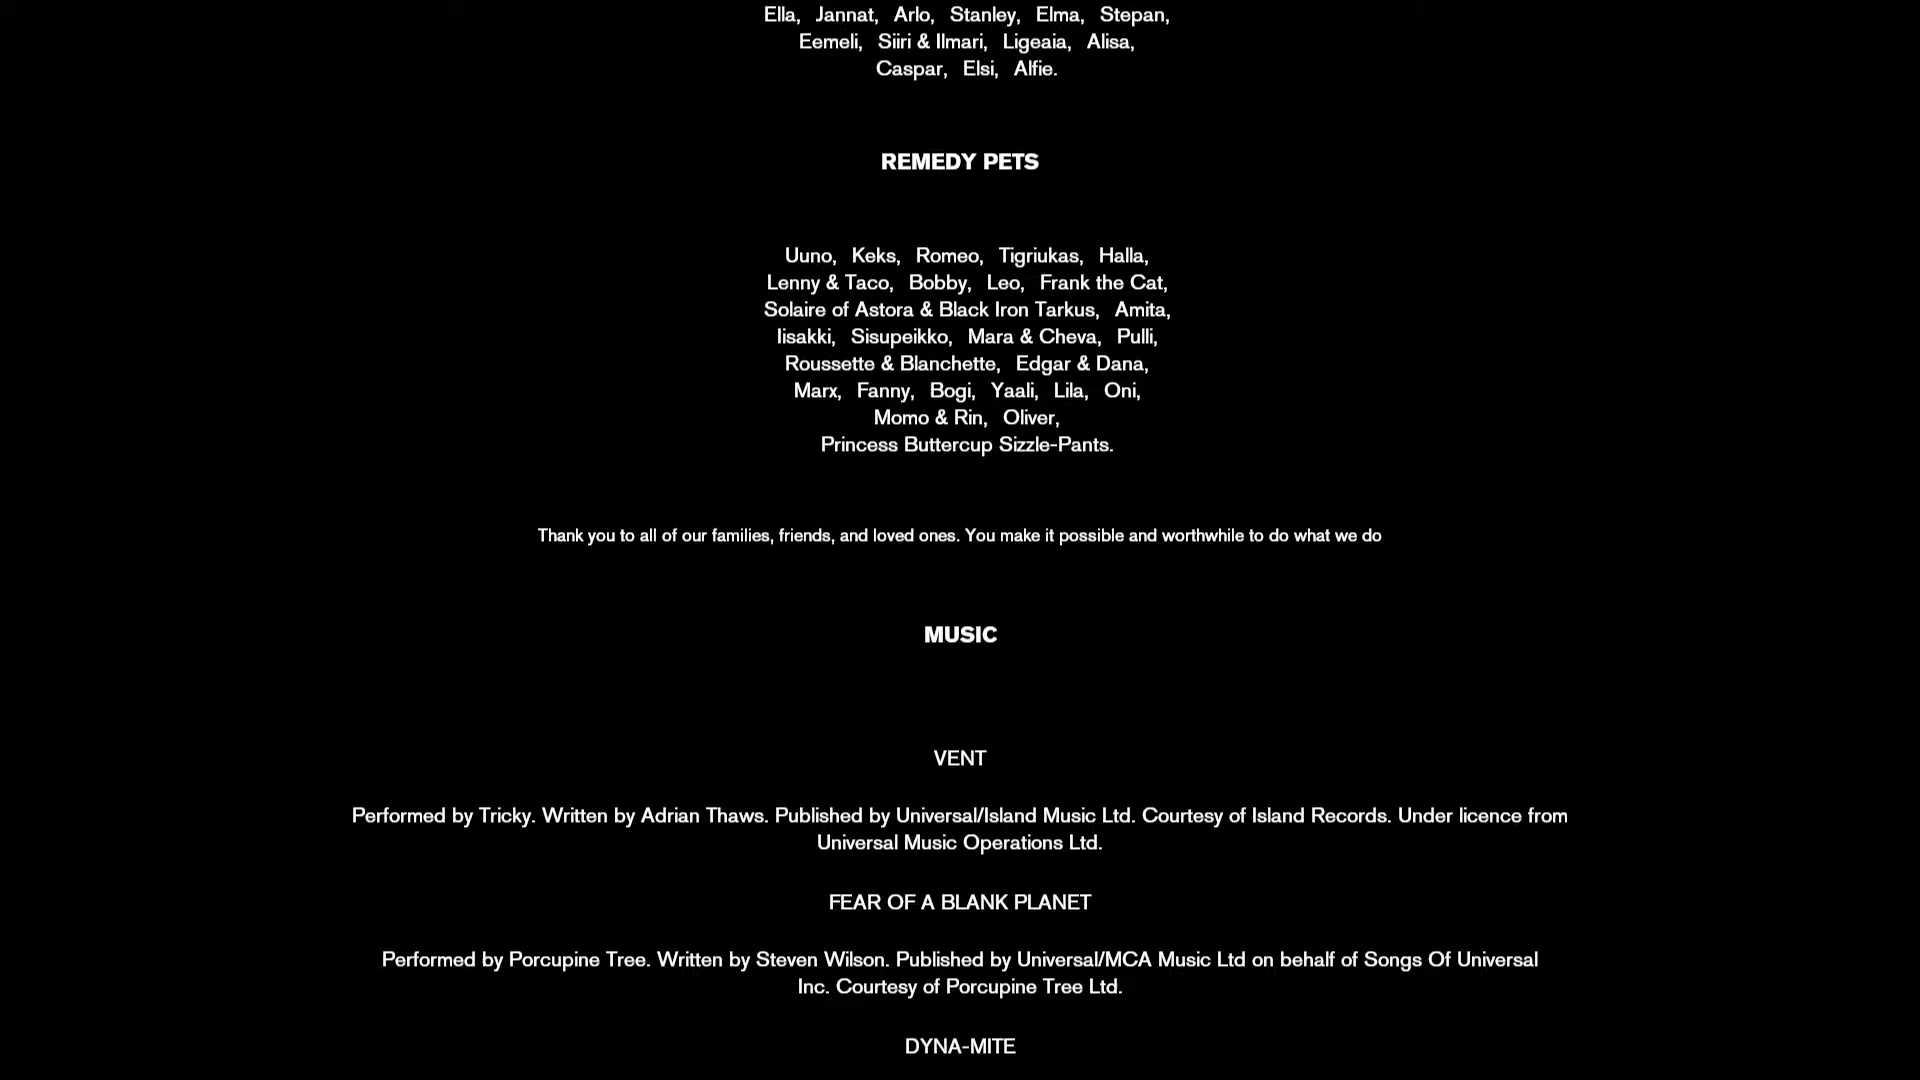 Ella, Jannat, Arlo, Stanley, Elma, Stepan,
Eemeli, Siiri & Ilmari, Ligeaia, Alisa,
Caspar, Elsi, Alfie.
REMEDY PETS
Uuno, Keks, Romeo, Tigriukas, Halla,
Lenny & Taco, Bobby, Leo, Frank the Cat,
Solaire of Astora & Black Iron Tarkus, Amita,
Iisakki, Sisupeikko, Mara & Cheva, Pulli,
Roussette & Blanchette, Edgar & Dana,
Marx, Fanny, Bogi, Yaali, Lila, Oni,
Momo & Rin, Oliver,
Princess Buttercup Sizzle-Pants.
Thank you to all of our families, friends, and loved ones. You make it possible and worthwhile to do what we do
MUSIC
VENT
Performed by Tricky. Written by Adrian Thaws. Published by Universal/Island Music Ltd. Courtesy of Island Records. Under licence from
Universal Music Operations Ltd.
FEAR OF A BLANK PLANET
Performed by Porcupine Tree. Written by Steven Wilson. Published by Universal/MCA Music Ltd on behalf of Songs Of Universal
Inc. Courtesy of Porcupine Tree Ltd.
DYNA-MITE